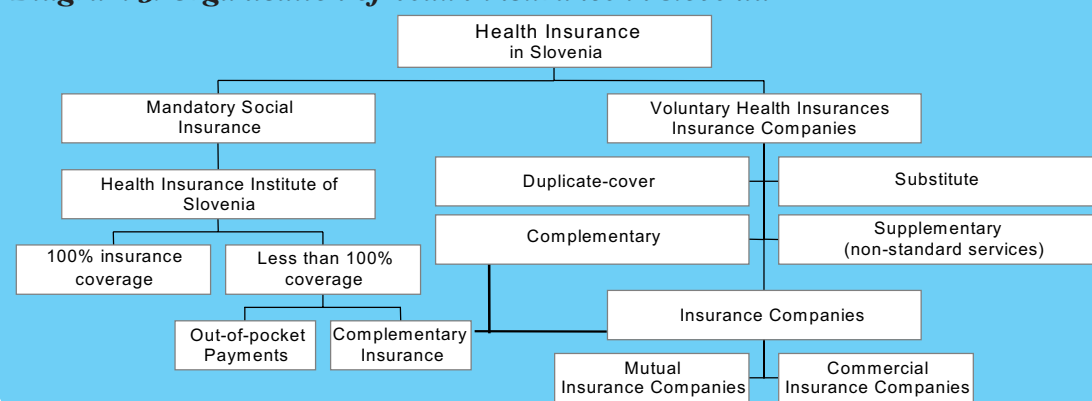 Health Insurance
in Slovenia
Mandatory Social
Insurance
Voluntary Health Insurances
Insurance Companies
Health Insurance Institute of
Slovenia
Duplicate-cover
Substitute
Complementary
Supplementary
(non-standard services)
100% insurance
coverage
Less than 100%
coverage
Insurance Companies
Out-of-pocket
Payments
Complementary
Insurance
Mutual
Insurance Companies
Commercial
Insurance Companies